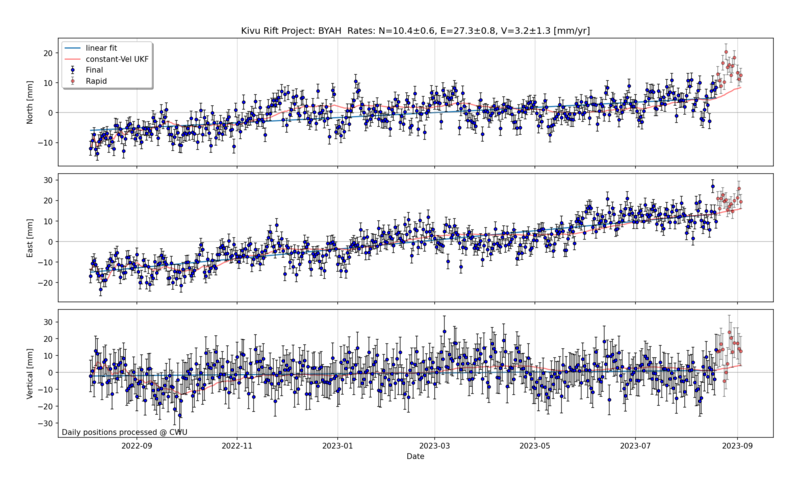 Kivu Rift Project: BYAH  Rates: N=10.4±0.6, E=27.3±0.8, V=3.2±1.3 [mm/yr]
linear fit
constant-Vel UKF
Final
Rapid
North [mm]
20
10
0
−10
East [mm]
30
20
10
0
−10
−20
Vertical [mm]
30
20
10
0
−10
−20
−30
Daily positions processed @ CWU
2022-09 2022-11 2023-01 2023-03 2023-05 2023-07 2023-09
Date